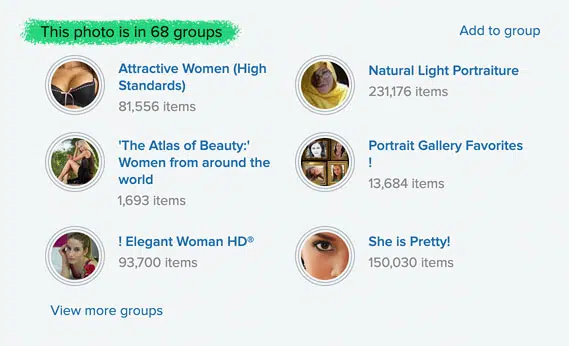 This photo is in 68 groups
Add to group
Attractive Women (High
Standards)
81,556 items
Natural Light Portraiture
231,176 items
'The Atlas of Beauty:'
Women from around the
world
1,693 items
Portrait Gallery Favorites
!
13,684 items
! Elegant Woman HD®
93,700 items
She is Pretty!
150,030 items
View more groups